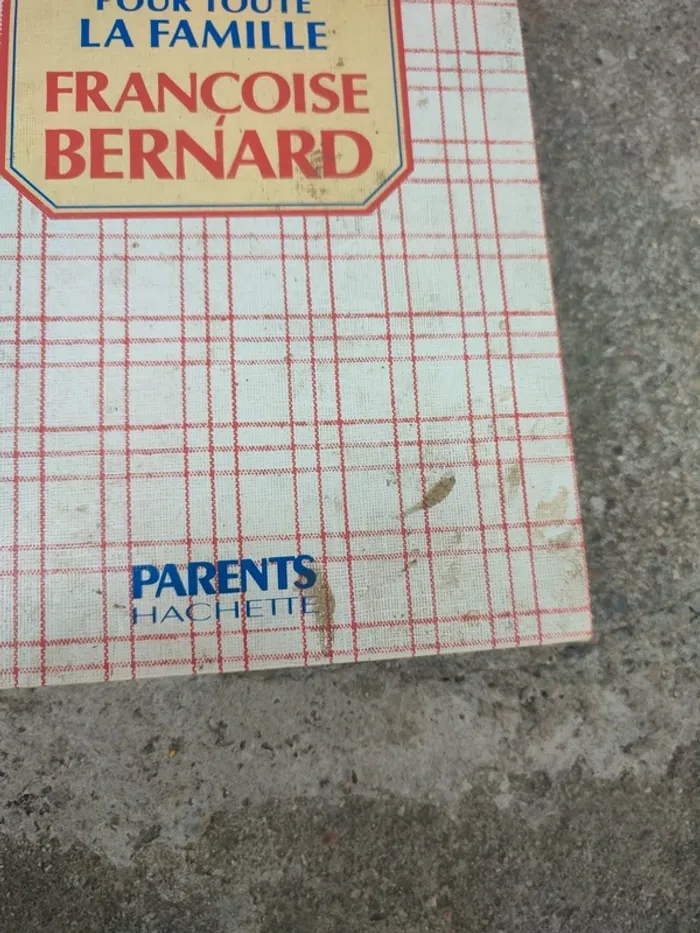 POUR TOUTE
LA FAMILLE
FRANÇOISE
BERNARD
PARENTS
HACHETTE